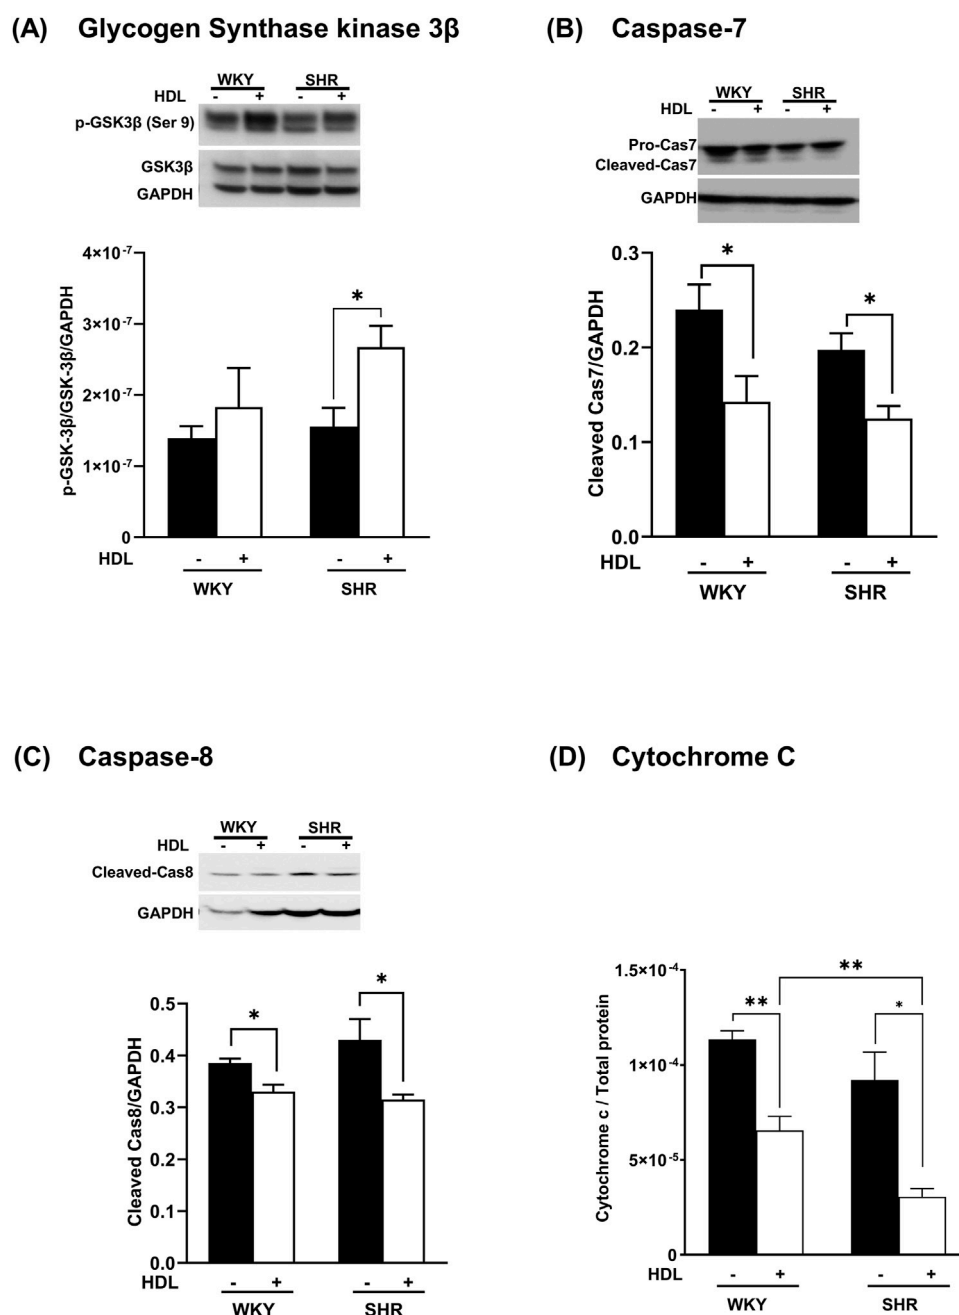 (A) Glycogen Synthase kinase 3β
WKY SHR
HDL - + - +
p-GSK3β (Ser 9)
GSK3β
GAPDH
p-GSK-3β/GSK-3β/GAPDH
4×10⁻⁷
3×10⁻⁷
2×10⁻⁷
1×10⁻⁷
0
*
HDL - + - +
WKY SHR
(B) Caspase-7
WKY SHR
HDL - + - +
Pro-Cas7
Cleaved-Cas7
GAPDH
Cleaved Cas7/GAPDH
0.3
0.2
0.1
0.0
* *
HDL - + - +
WKY SHR
(C) Caspase-8
WKY SHR
HDL - + - +
Cleaved-Cas8
GAPDH
Cleaved Cas8/GAPDH
0.5
0.4
0.3
0.2
0.1
0.0
* *
HDL - + - +
WKY SHR
(D) Cytochrome C
Cytochrome c / Total protein
1.5×10⁻⁴
1×10⁻⁴
5×10⁻⁵
0
**
** *
HDL - + - +
WKY SHR